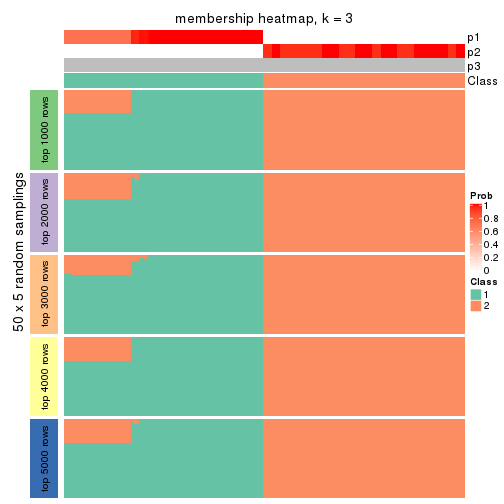 membership heatmap, k = 3
p1
p2
p3
Class
50 x 5 random samplings
top 1000 rows
top 2000 rows
top 3000 rows
top 4000 rows
top 5000 rows
Prob
1
0.8
0.6
0.4
0.2
0
Class
1
2